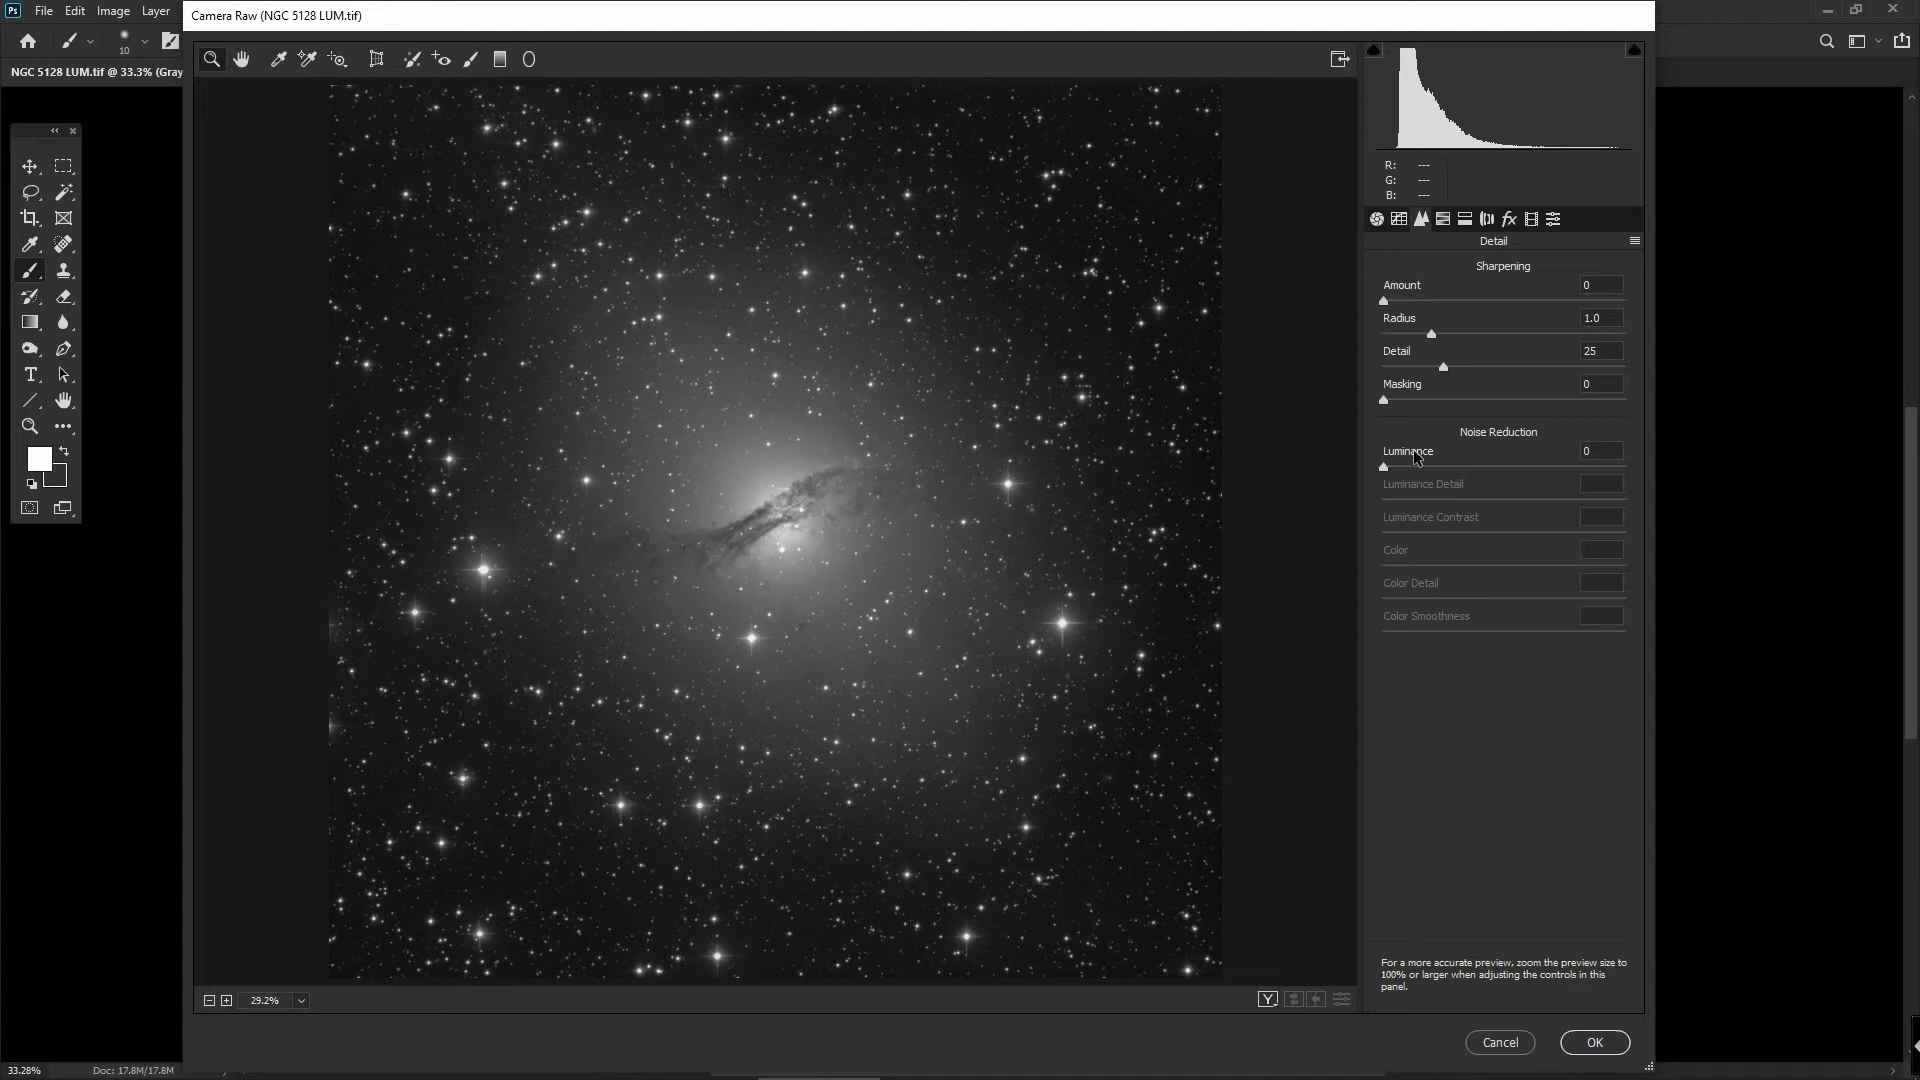 Ps File Edit Image Layer
Camera Raw (NGC 5128 LUM.tif)
10
NGC 5128 LUM.tif @ 33.3% (Gray
R: ---
G: ---
B: ---
fx
Detail
Sharpening
Amount 0
Radius 1.0
Detail 25
Masking 0
Noise Reduction
Luminance 0
Luminance Detail
Luminance Contrast
Color
Color Detail
Color Smoothness
For a more accurate preview, zoom the preview size to
100% or larger when adjusting the controls in this
panel.
29.2%
Y
Cancel OK
33.28% Doc: 17.8M/17.8M